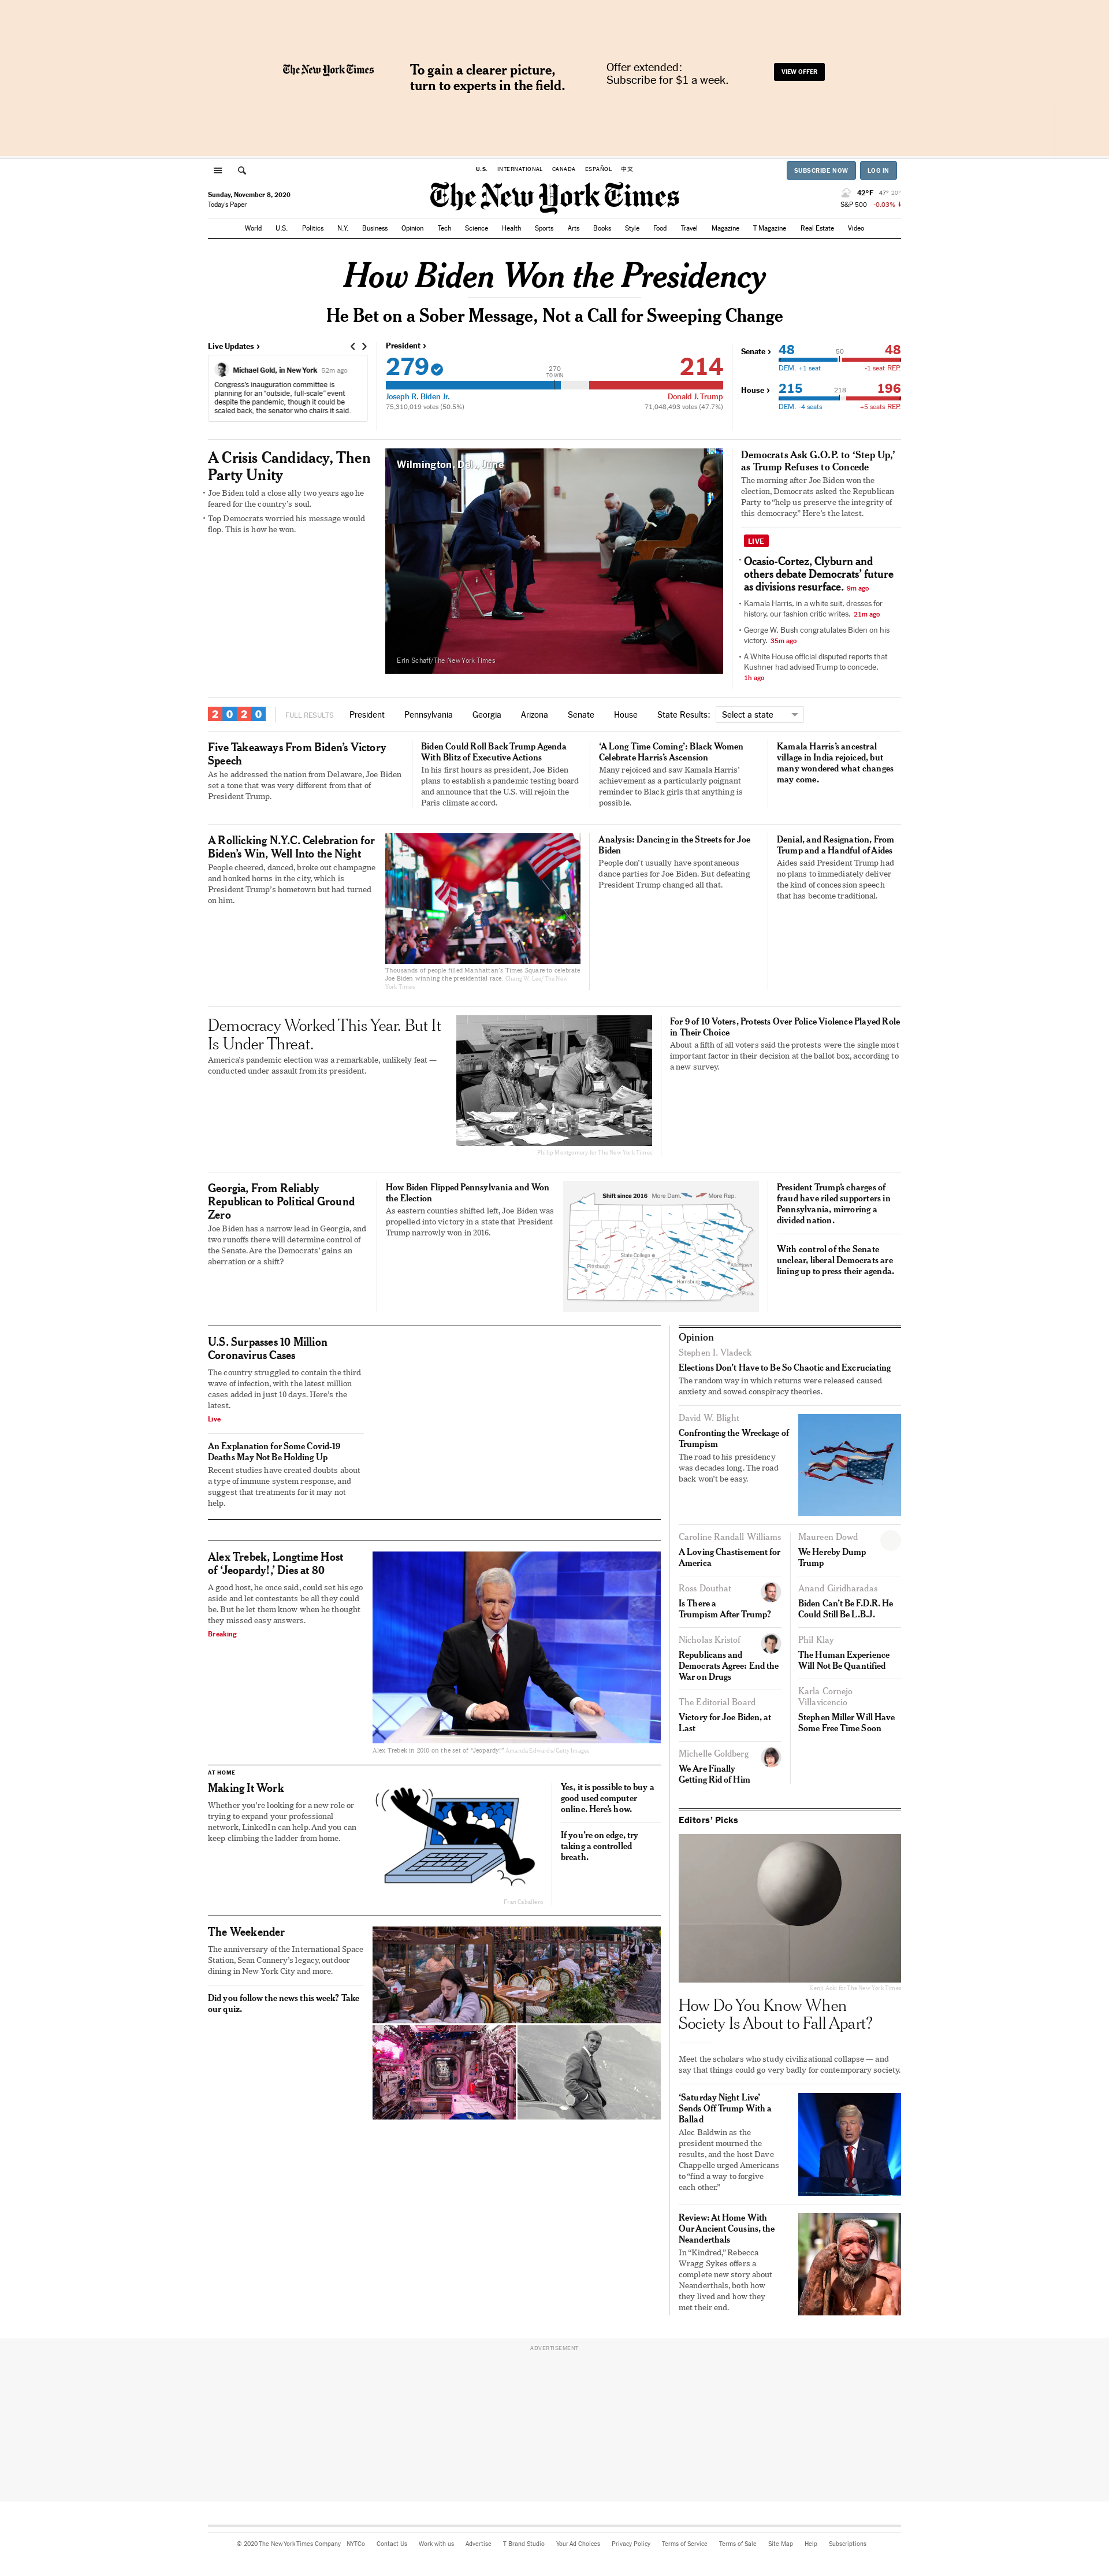 The New York Times
To gain a clearer picture,
turn to experts in the field.
Offer extended:
Subscribe for $1 a week.
VIEW OFFER
U.S. INTERNATIONAL CANADA ESPAÑOL 中文
SUBSCRIBE NOW LOG IN
Sunday, November 8, 2020
Today's Paper
The New York Times
42°F 47° 20°
S&P 500 -0.03% ↓
World U.S. Politics N.Y. Business Opinion Tech Science Health Sports Arts Books Style Food Travel Magazine T Magazine Real Estate Video
How Biden Won the Presidency
He Bet on a Sober Message, Not a Call for Sweeping Change
Live Updates ›
Michael Gold, in New York 52m ago
Congress's inauguration committee is
planning for an "outside, full-scale" event
despite the pandemic, though it could be
scaled back, the senator who chairs it said.
President ›
279 214
270
TO WIN
Joseph R. Biden Jr. Donald J. Trump
75,310,019 votes (50.5%) 71,048,493 votes (47.7%)
Senate › 48 50 48
DEM. +1 seat -1 seat REP.
House › 215 218 196
DEM. -4 seats +5 seats REP.
A Crisis Candidacy, Then
Party Unity
• Joe Biden told a close ally two years ago he
feared for the country's soul.
• Top Democrats worried his message would
flop. This is how he won.
Wilmington, Del., June
Erin Schaff/The New York Times
Democrats Ask G.O.P. to 'Step Up,'
as Trump Refuses to Concede
The morning after Joe Biden won the
election, Democrats asked the Republican
Party to "help us preserve the integrity of
this democracy." Here's the latest.
LIVE
• Ocasio-Cortez, Clyburn and
others debate Democrats' future
as divisions resurface. 9m ago
• Kamala Harris, in a white suit, dresses for
history, our fashion critic writes. 21m ago
• George W. Bush congratulates Biden on his
victory. 35m ago
• A White House official disputed reports that
Kushner had advised Trump to concede.
1h ago
2020 FULL RESULTS President Pennsylvania Georgia Arizona Senate House State Results: Select a state
Five Takeaways From Biden's Victory
Speech
As he addressed the nation from Delaware, Joe Biden
set a tone that was very different from that of
President Trump.
Biden Could Roll Back Trump Agenda
With Blitz of Executive Actions
In his first hours as president, Joe Biden
plans to establish a pandemic testing board
and announce that the U.S. will rejoin the
Paris climate accord.
'A Long Time Coming': Black Women
Celebrate Harris's Ascension
Many rejoiced and saw Kamala Harris'
achievement as a particularly poignant
reminder to Black girls that anything is
possible.
Kamala Harris's ancestral
village in India rejoiced, but
many wondered what changes
may come.
A Rollicking N.Y.C. Celebration for
Biden's Win, Well Into the Night
People cheered, danced, broke out champagne
and honked horns in the city, which is
President Trump's hometown but had turned
on him.
Thousands of people filled Manhattan's Times Square to celebrate
Joe Biden winning the presidential race. Chang W. Lee/The New
York Times
Analysis: Dancing in the Streets for Joe
Biden
People don't usually have spontaneous
dance parties for Joe Biden. But defeating
President Trump changed all that.
Denial, and Resignation, From
Trump and a Handful of Aides
Aides said President Trump had
no plans to immediately deliver
the kind of concession speech
that has become traditional.
Democracy Worked This Year. But It
Is Under Threat.
America's pandemic election was a remarkable, unlikely feat —
conducted under assault from its president.
Philip Montgomery for The New York Times
For 9 of 10 Voters, Protests Over Police Violence Played Role
in Their Choice
About a fifth of all voters said the protests were the single most
important factor in their decision at the ballot box, according to
a new survey.
Georgia, From Reliably
Republican to Political Ground
Zero
Joe Biden has a narrow lead in Georgia, and
two runoffs there will determine control of
the Senate. Are the Democrats' gains an
aberration or a shift?
How Biden Flipped Pennsylvania and Won
the Election
As eastern counties shifted left, Joe Biden was
propelled into victory in a state that President
Trump narrowly won in 2016.
Shift since 2016 More Dem. More Rep.
State College
Scranton
Pittsburgh
Harrisburg
Phila.
President Trump's charges of
fraud have riled supporters in
Pennsylvania, mirroring a
divided nation.
With control of the Senate
unclear, liberal Democrats are
lining up to press their agenda.
U.S. Surpasses 10 Million
Coronavirus Cases
The country struggled to contain the third
wave of infection, with the latest million
cases added in just 10 days. Here's the
latest.
Live
An Explanation for Some Covid-19
Deaths May Not Be Holding Up
Recent studies have created doubts about
a type of immune system response, and
suggest that treatments for it may not
help.
Alex Trebek, Longtime Host
of 'Jeopardy!,' Dies at 80
A good host, he once said, could set his ego
aside and let contestants be all they could
be. But he let them know when he thought
they missed easy answers.
Breaking
Alex Trebek in 2010 on the set of "Jeopardy!" Amanda Edwards/Getty Images
AT HOME
Making It Work
Whether you're looking for a new role or
trying to expand your professional
network, LinkedIn can help. And you can
keep climbing the ladder from home.
Fran Caballero
Yes, it is possible to buy a
good used computer
online. Here's how.
If you're on edge, try
taking a controlled
breath.
The Weekender
The anniversary of the International Space
Station, Sean Connery's legacy, outdoor
dining in New York City and more.
Did you follow the news this week? Take
our quiz.
Opinion
Stephen I. Vladeck
Elections Don't Have to Be So Chaotic and Excruciating
The random way in which returns were released caused
anxiety and sowed conspiracy theories.
David W. Blight
Confronting the Wreckage of
Trumpism
The road to his presidency
was decades long. The road
back won't be easy.
Caroline Randall Williams
A Loving Chastisement for
America
Ross Douthat
Is There a
Trumpism After Trump?
Nicholas Kristof
Republicans and
Democrats Agree: End the
War on Drugs
The Editorial Board
Victory for Joe Biden, at
Last
Michelle Goldberg
We Are Finally
Getting Rid of Him
Maureen Dowd
We Hereby Dump
Trump
Anand Giridharadas
Biden Can't Be F.D.R. He
Could Still Be L.B.J.
Phil Klay
The Human Experience
Will Not Be Quantified
Karla Cornejo
Villavicencio
Stephen Miller Will Have
Some Free Time Soon
Editors' Picks
Kenji Aoki for The New York Times
How Do You Know When
Society Is About to Fall Apart?
Meet the scholars who study civilizational collapse — and
say that things could go very badly for contemporary society.
'Saturday Night Live'
Sends Off Trump With a
Ballad
Alec Baldwin as the
president mourned the
results, and the host Dave
Chappelle urged Americans
to "find a way to forgive
each other."
Review: At Home With
Our Ancient Cousins, the
Neanderthals
In "Kindred," Rebecca
Wragg Sykes offers a
complete new story about
Neanderthals, both how
they lived and how they
met their end.
ADVERTISEMENT
© 2020 The New York Times Company NYTCo Contact Us Work with us Advertise T Brand Studio Your Ad Choices Privacy Policy Terms of Service Terms of Sale Site Map Help Subscriptions